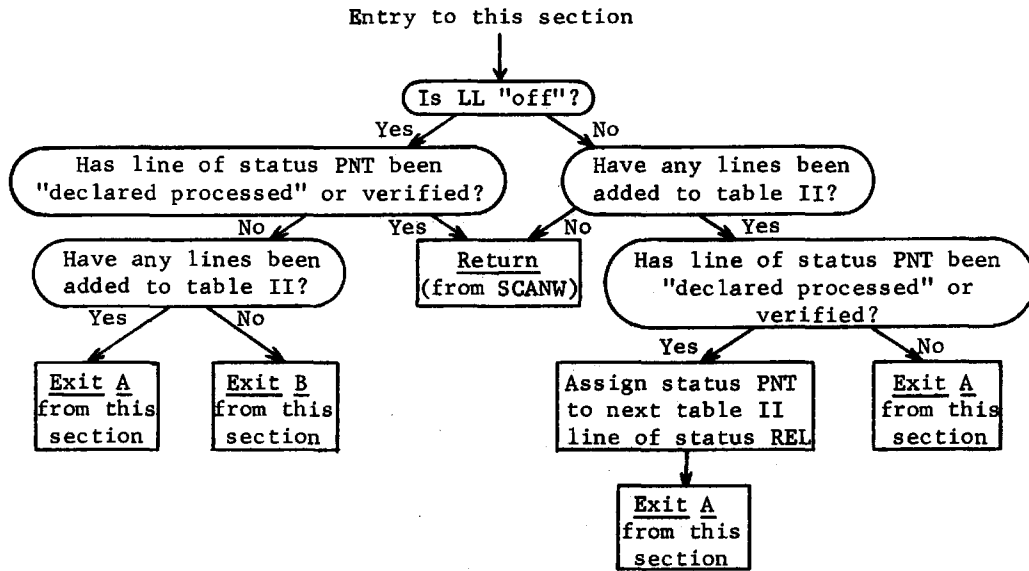 Entry to this section
Is LL "off"?
Yes
No
Has line of status PNT been
"declared processed" or verified?
Have any lines been
added to table II?
No
Yes
No
Yes
Have any lines been
added to table II?
Return
(from SCANW)
Has line of status PNT been
"declared processed" or
verified?
Yes
No
Yes
No
Exit A
from this
section
Exit B
from this
section
Assign status PNT
to next table II
line of status REL
Exit A
from this
section
Exit A
from this
section